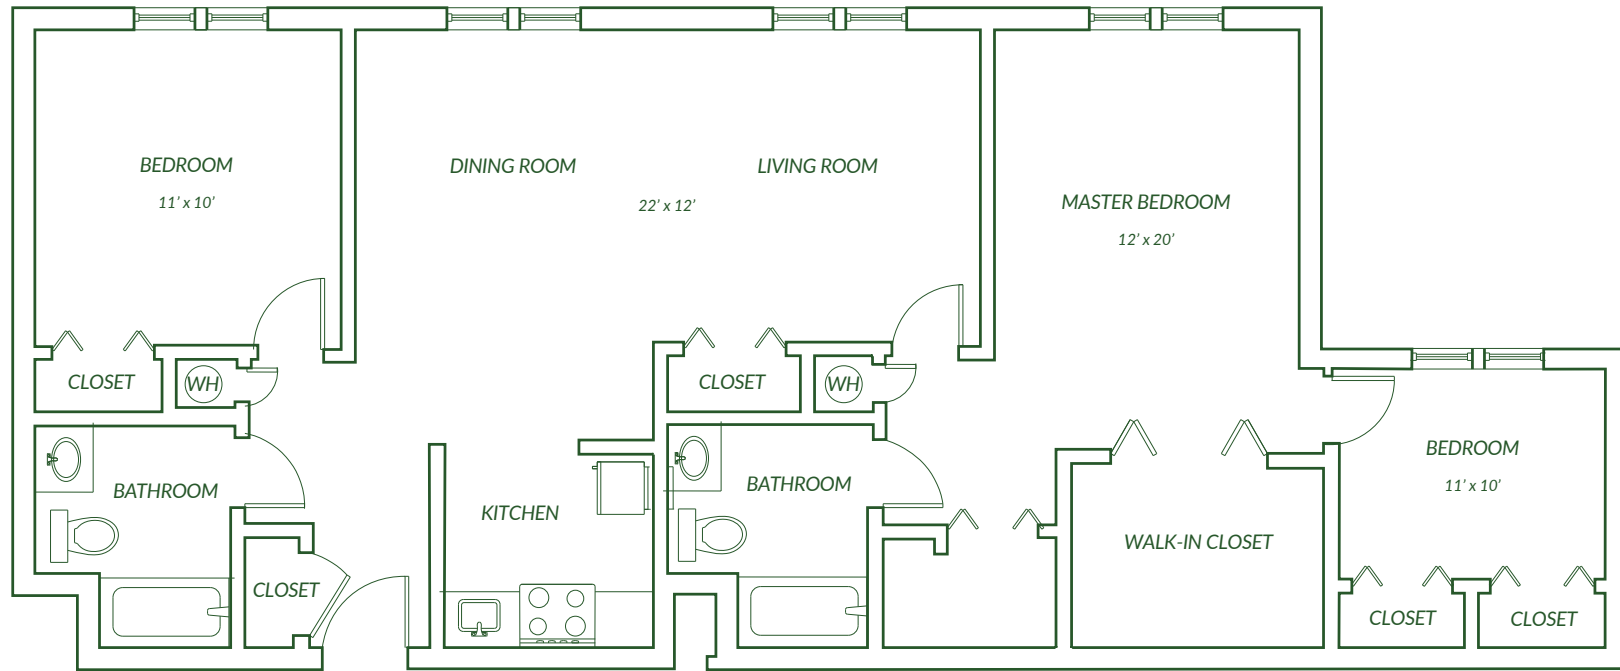 BEDROOM
11’ x 10’
DINING ROOM
LIVING ROOM
22’ x 12’
MASTER BEDROOM
12’ x 20’
CLOSET
WH
CLOSET
WH
BEDROOM
11’ x 10’
BATHROOM
KITCHEN
BATHROOM
WALK-IN CLOSET
CLOSET
CLOSET
CLOSET